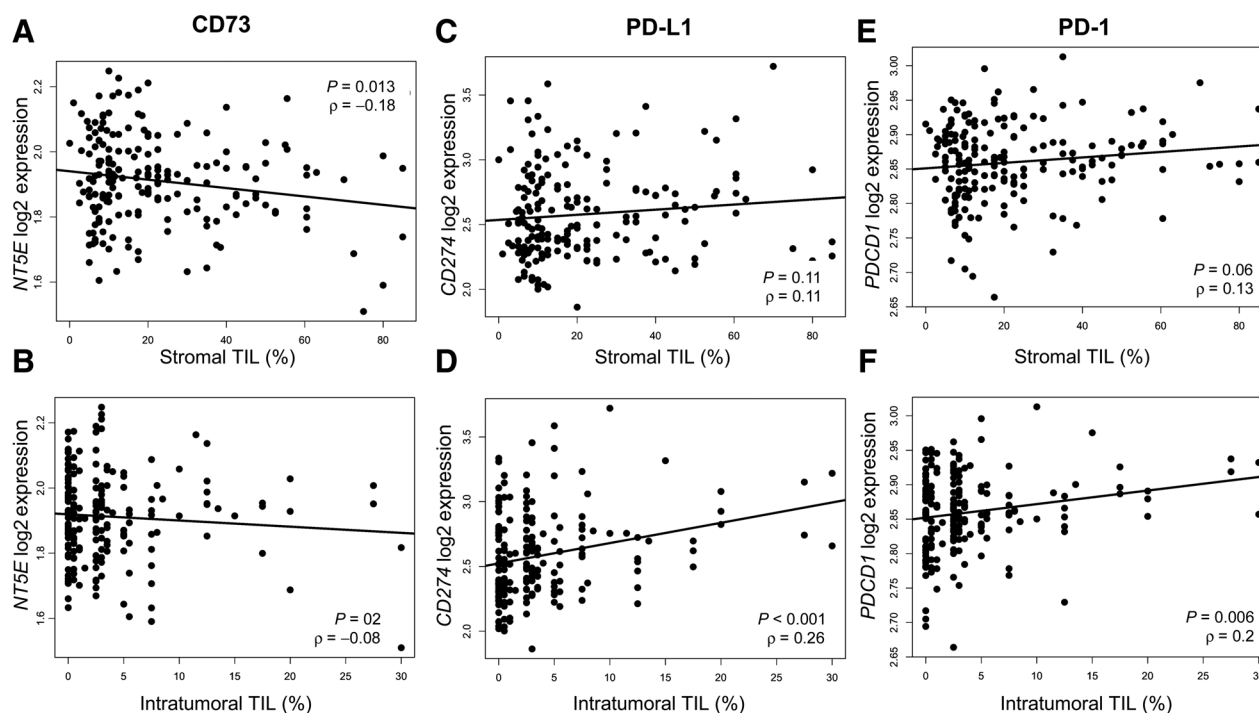 CD73
PD-L1
PD-1
A
C
E
P = 0.013
ρ = –0.18
NT5E log2 expression
2.2
2.0
1.8
1.6
0 20 40 60 80
Stromal TIL (%)
CD274 log2 expression
3.5
3.0
2.5
2.0
P = 0.11
ρ = 0.11
0 20 40 60 80
Stromal TIL (%)
PDCD1 log2 expression
3.00
2.95
2.90
2.85
2.80
2.75
2.70
2.65
P = 0.06
ρ = 0.13
0 20 40 60 80
Stromal TIL (%)
B
D
F
NT5E log2 expression
2.2
2.0
1.8
1.6
P = 02
ρ = –0.08
0 5 10 15 20 25 30
Intratumoral TIL (%)
CD274 log2 expression
3.5
3.0
2.5
2.0
P < 0.001
ρ = 0.26
0 5 10 15 20 25 30
Intratumoral TIL (%)
PDCD1 log2 expression
3.00
2.95
2.90
2.85
2.80
2.75
2.70
2.65
P = 0.006
ρ = 0.2
0 5 10 15 20 25
Intratumoral TIL (%)